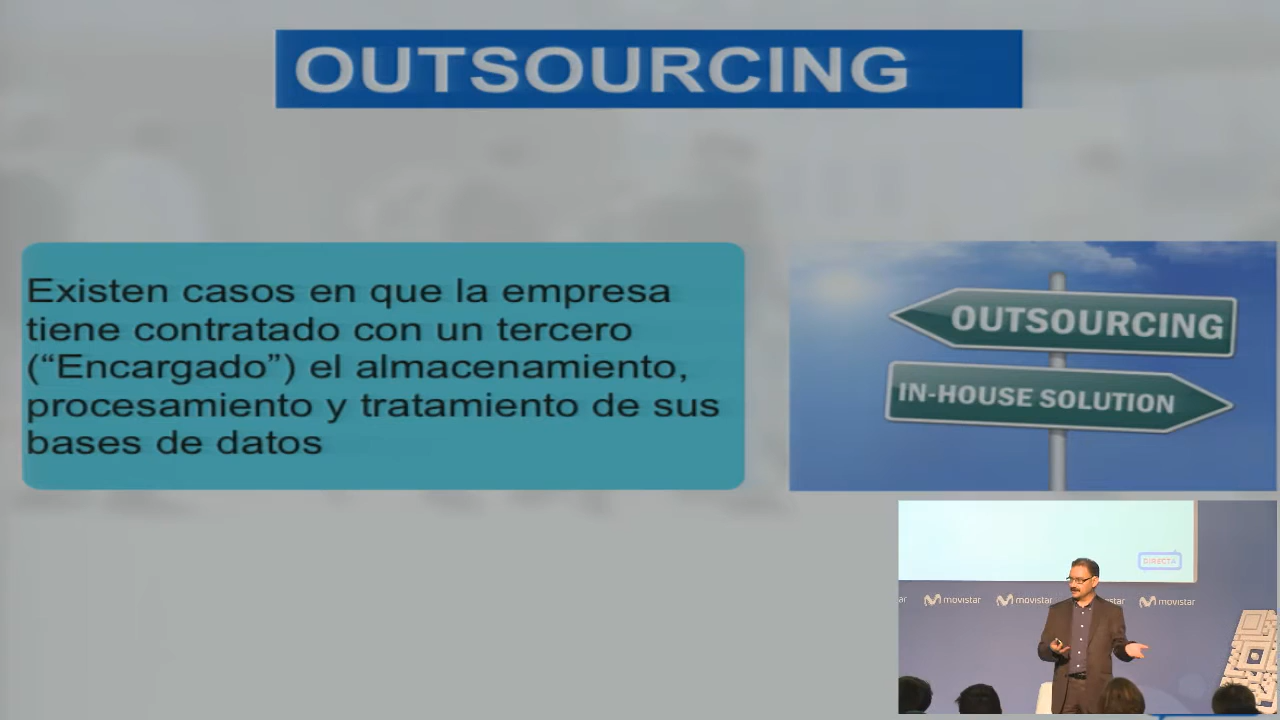 OUTSOURCING
Existen casos en que la empresa
tiene contratado con un tercero
(“Encargado”) el almacenamiento,
procesamiento y tratamiento de sus
bases de datos
OUTSOURCING
IN-HOUSE SOLUTION
DIRECTA
ar movistar movistar movistar